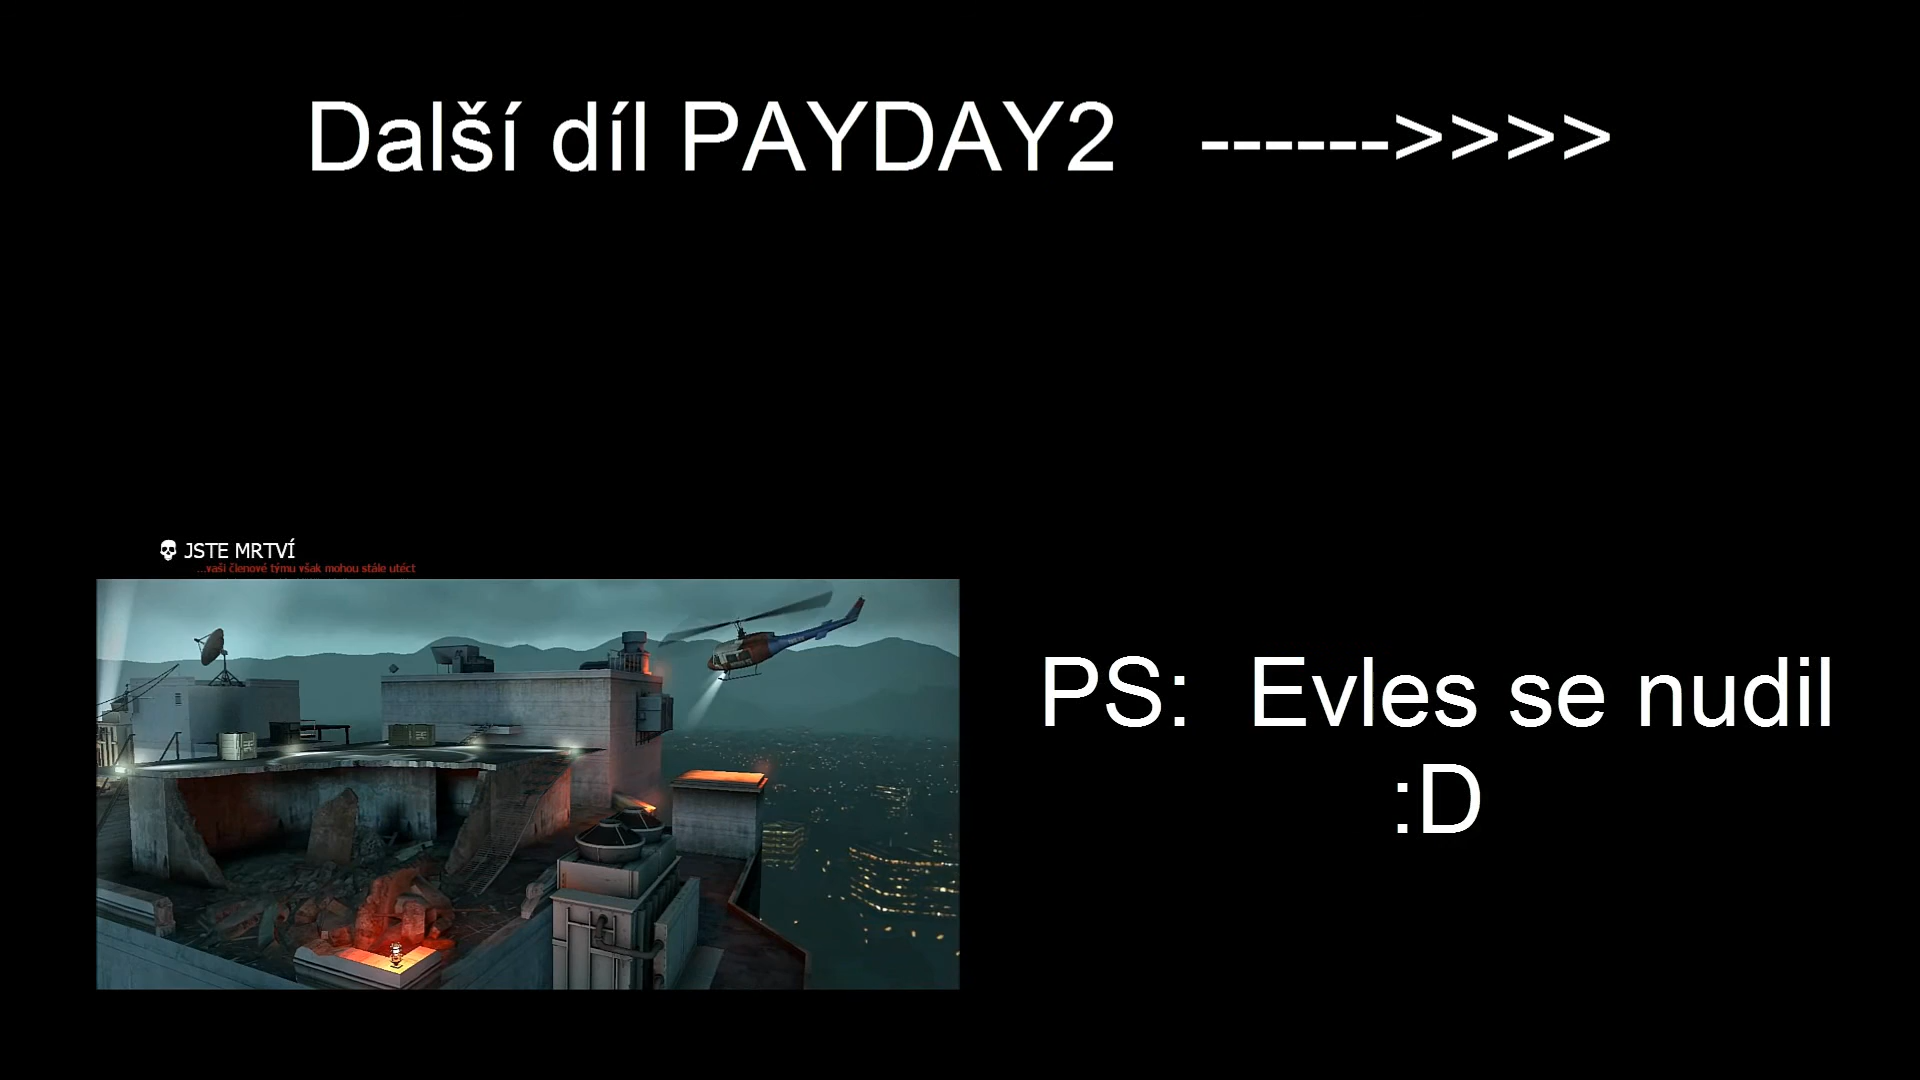 Další díl PAYDAY2 ------>>>>
JSTE MRTVÍ
...vaši členové týmu však mohou stále utéct
PS: Evles se nudil
:D